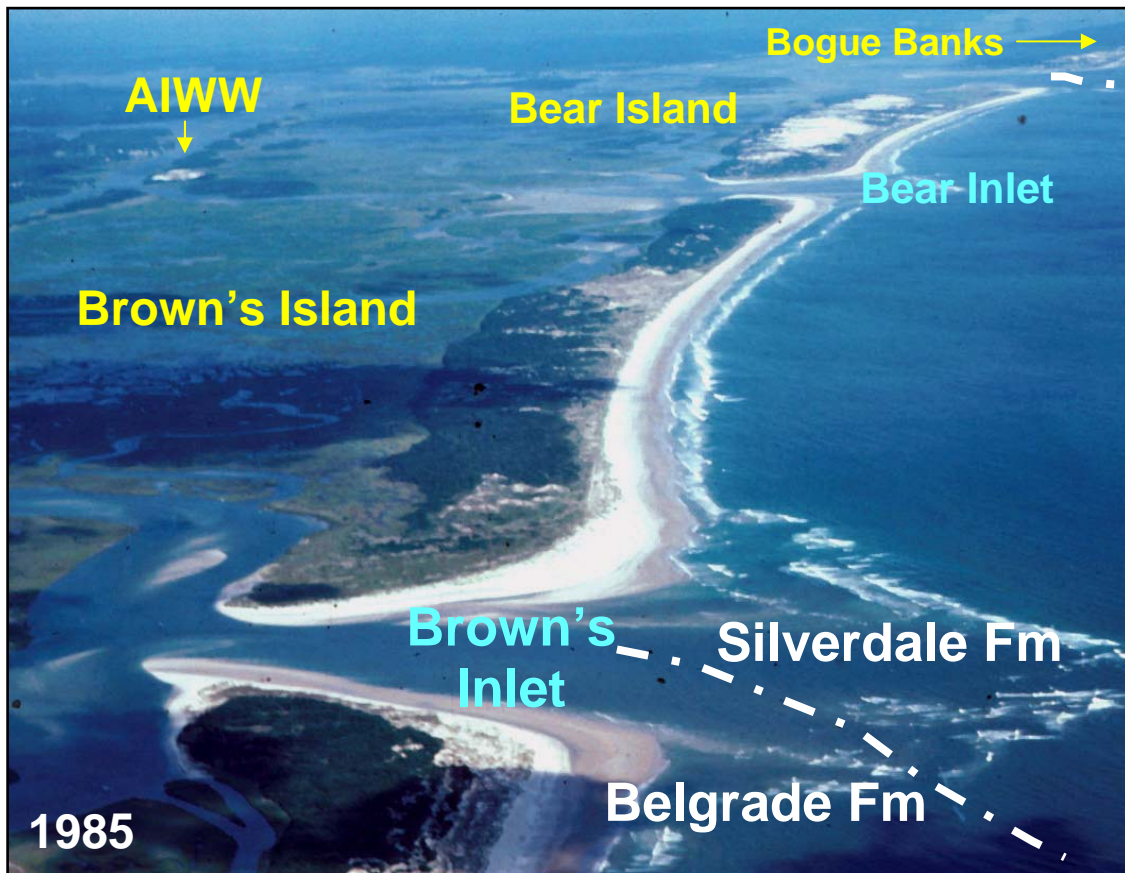 Bogue Banks
AIWW
Bear Island
Bear Inlet
Brown’s Island
Brown’s
Inlet
Silverdale Fm
Belgrade Fm
1985